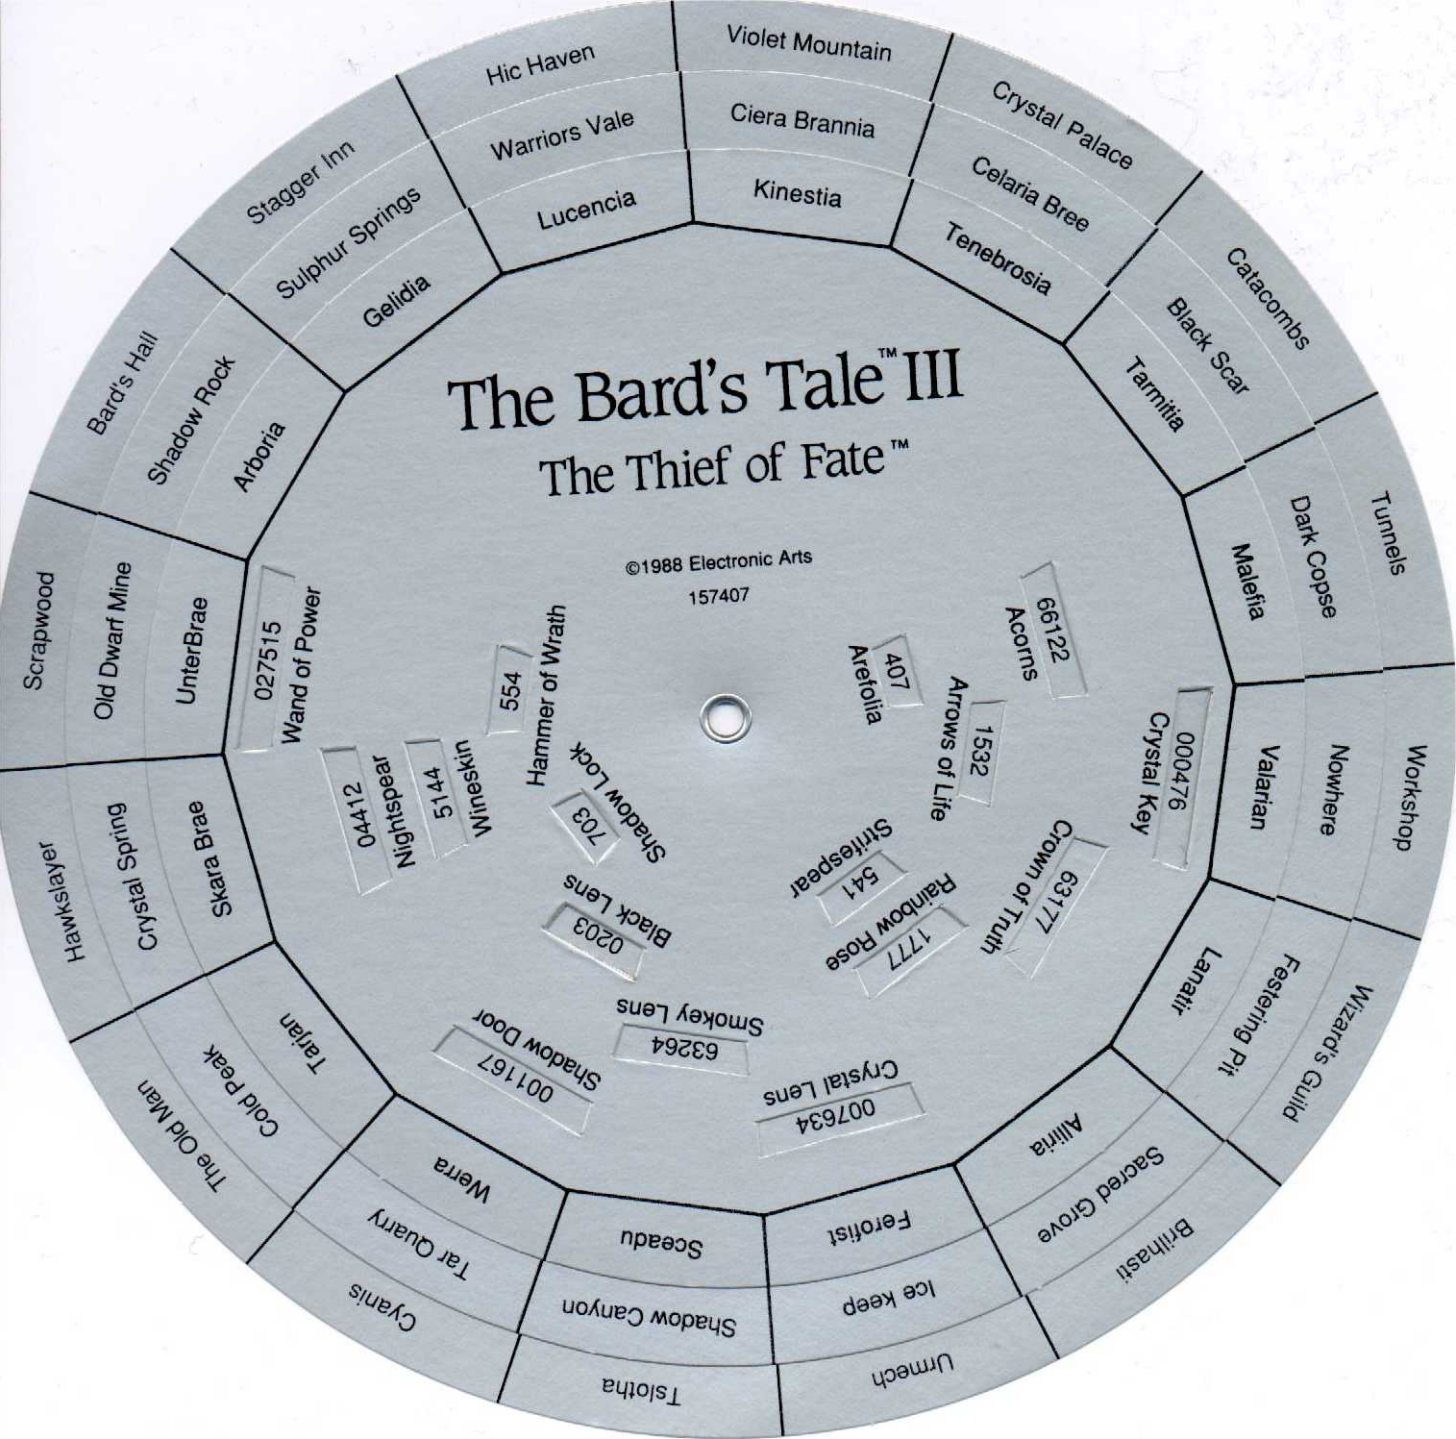 The Bard's Tale™ III
The Thief of Fate™
©1988 Electronic Arts
157407
Violet Mountain
Ciera Brannia
Kinestia
Crystal Palace
Celaria Bree
Tenebrosia
Catacombs
Black Scar
Tarmitia
Tunnels
Dark Copse
Malefia
Workshop
Nowhere
Valarian
Wizard's Guild
Festering Pit
Lanatir
Brilhasti
Sacred Grove
Alliria
Urmech
Ice keep
Ferofist
Tslotha
Shadow Canyon
Sceadu
Cyanis
Tar Quarry
Werra
The Old Man
Cold Peak
Tarjan
Hawkslayer
Crystal Spring
Skara Brae
Scrapwood
Old Dwarf Mine
UnterBrae
Bard's Hall
Shadow Rock
Arboria
Stagger Inn
Sulphur Springs
Gelidia
Hic Haven
Warriors Vale
Lucencia
66122
Acorns
407
Arefolia
1532
Arrows of Life
0000476
Crystal Key
63177
Crown of Truth
541
Strifespear
1777
Rainbow Rose
007634
Crystal Lens
63264
Smokey Lens
001167
Shadow Door
0203
Black Lens
703
Shadow Lock
554
Hammer of Wrath
5144
Wineskin
04412
Nightspear
027515
Wand of Power